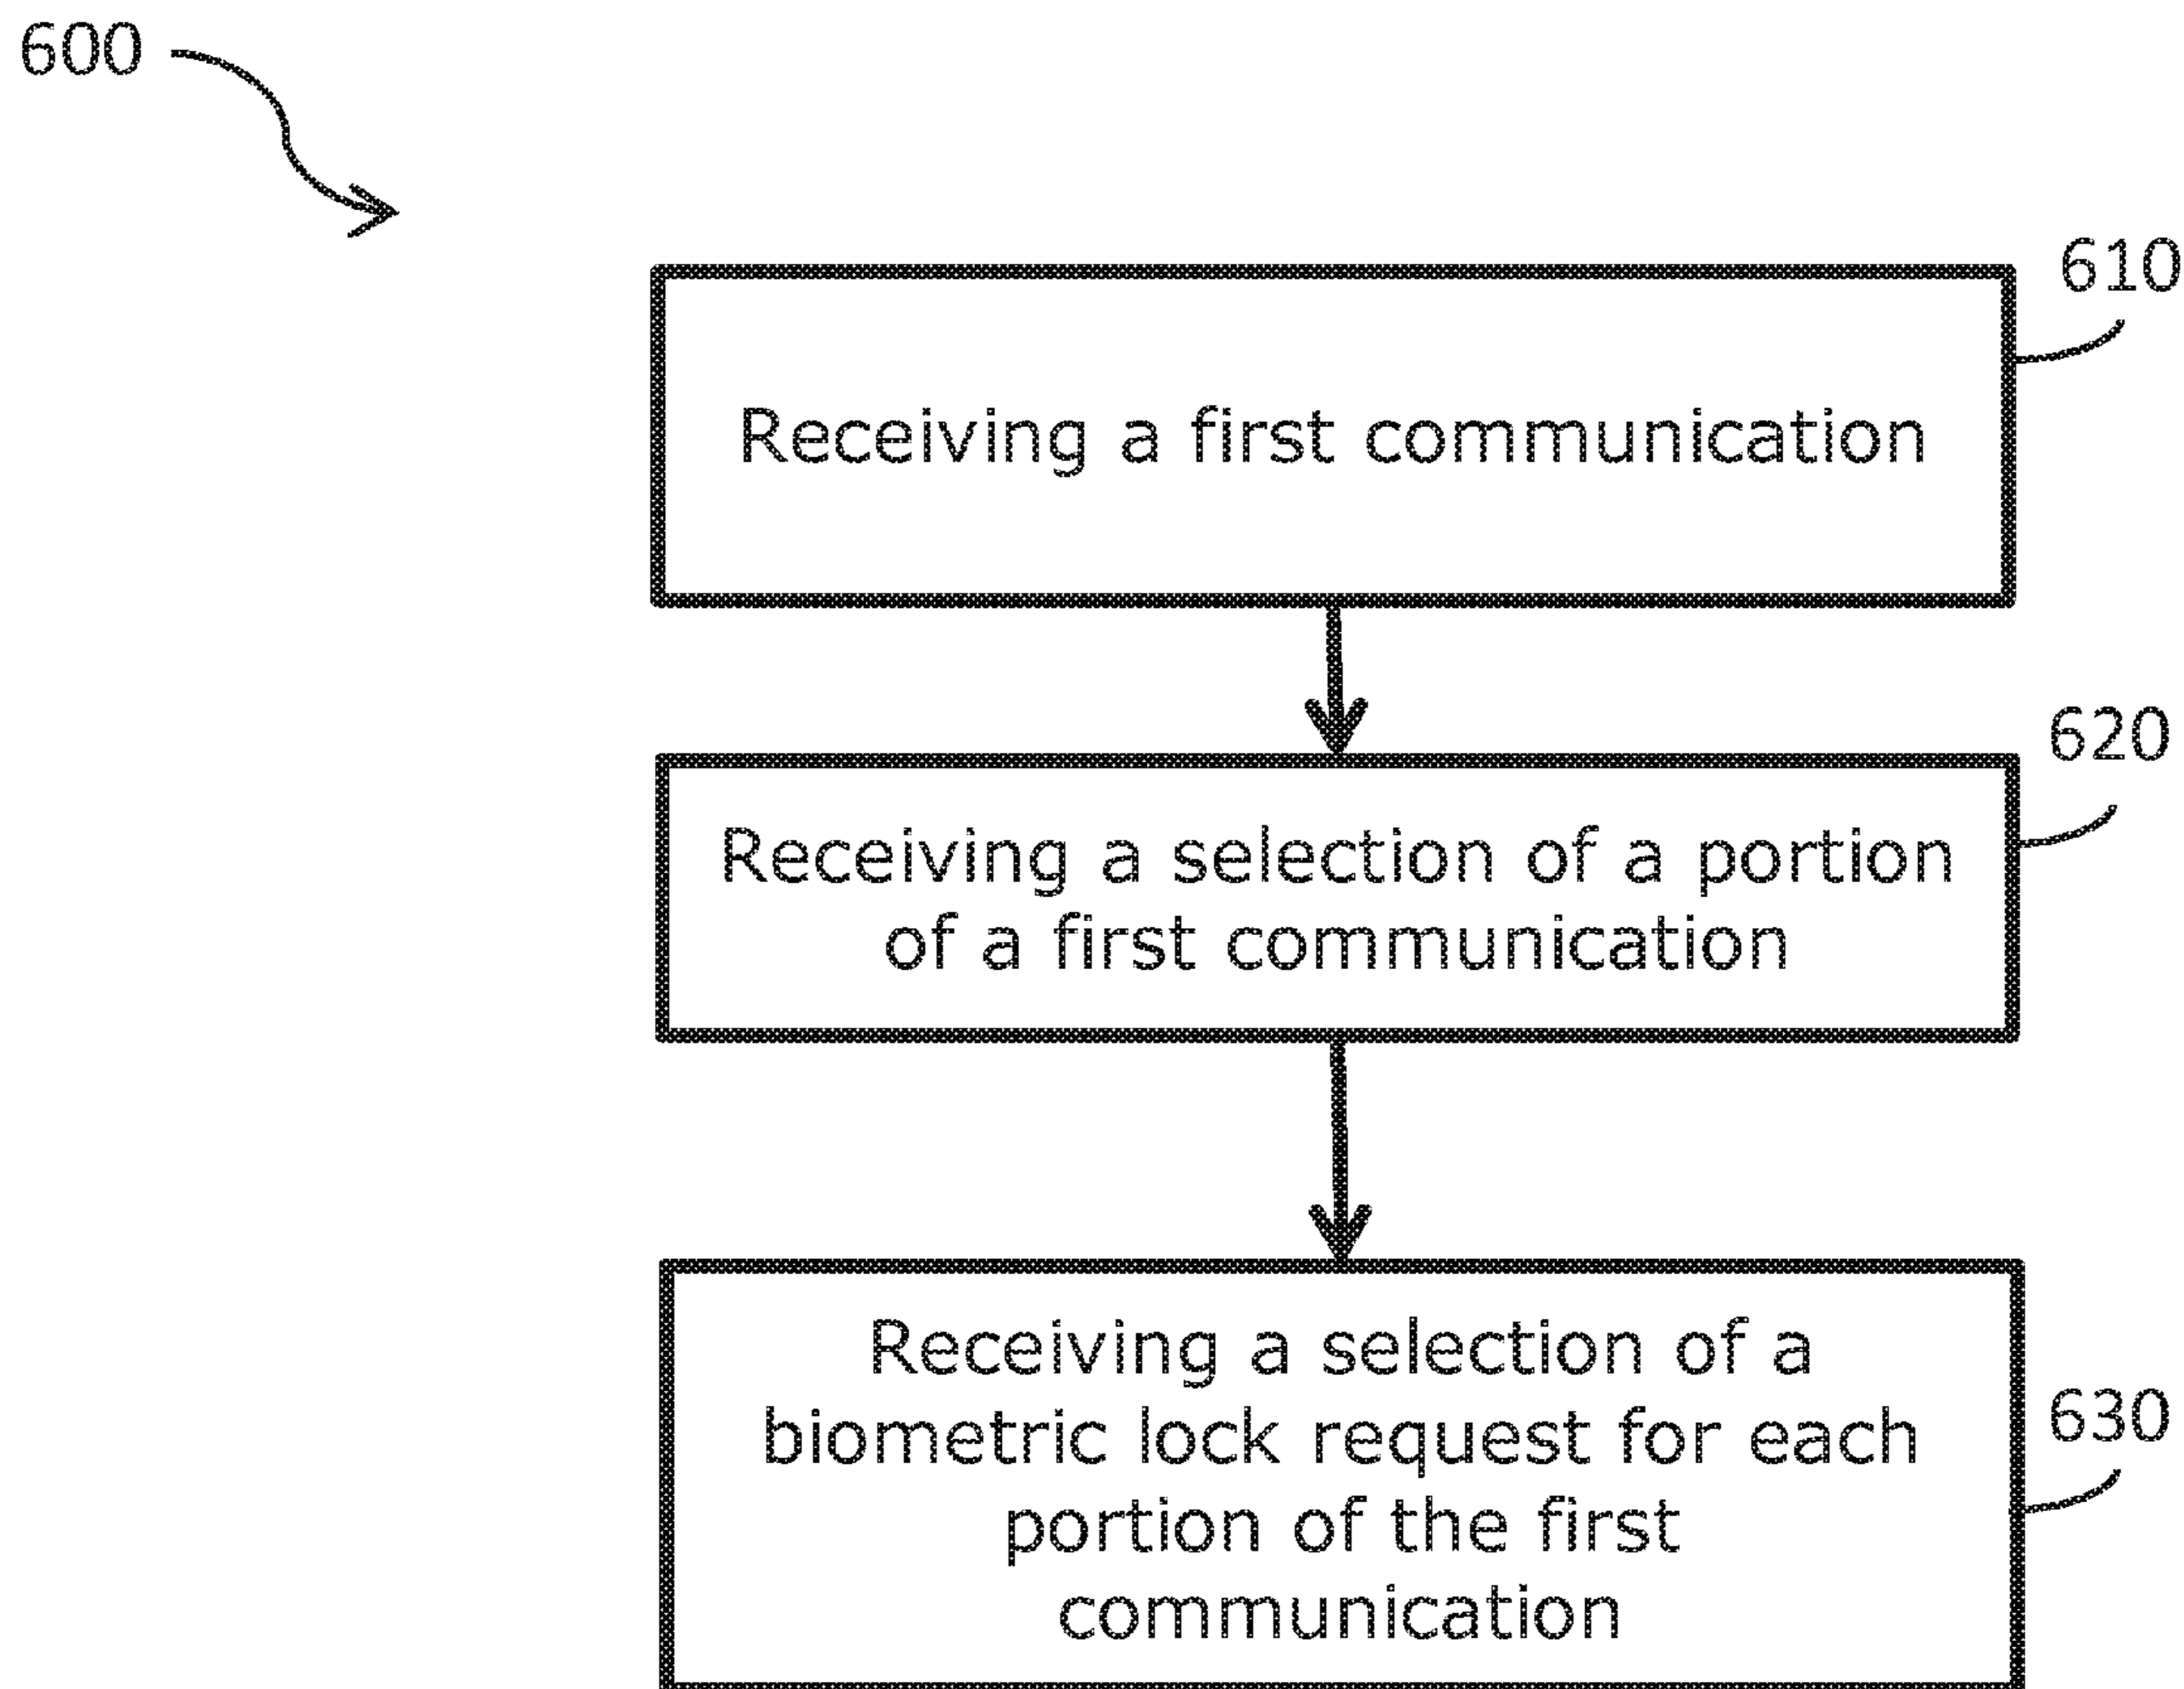 600
610
Receiving a first communication
620
Receiving a selection of a portion
of a first communication
Receiving a selection of a
biometric lock request for each
630
portion of the first
communication